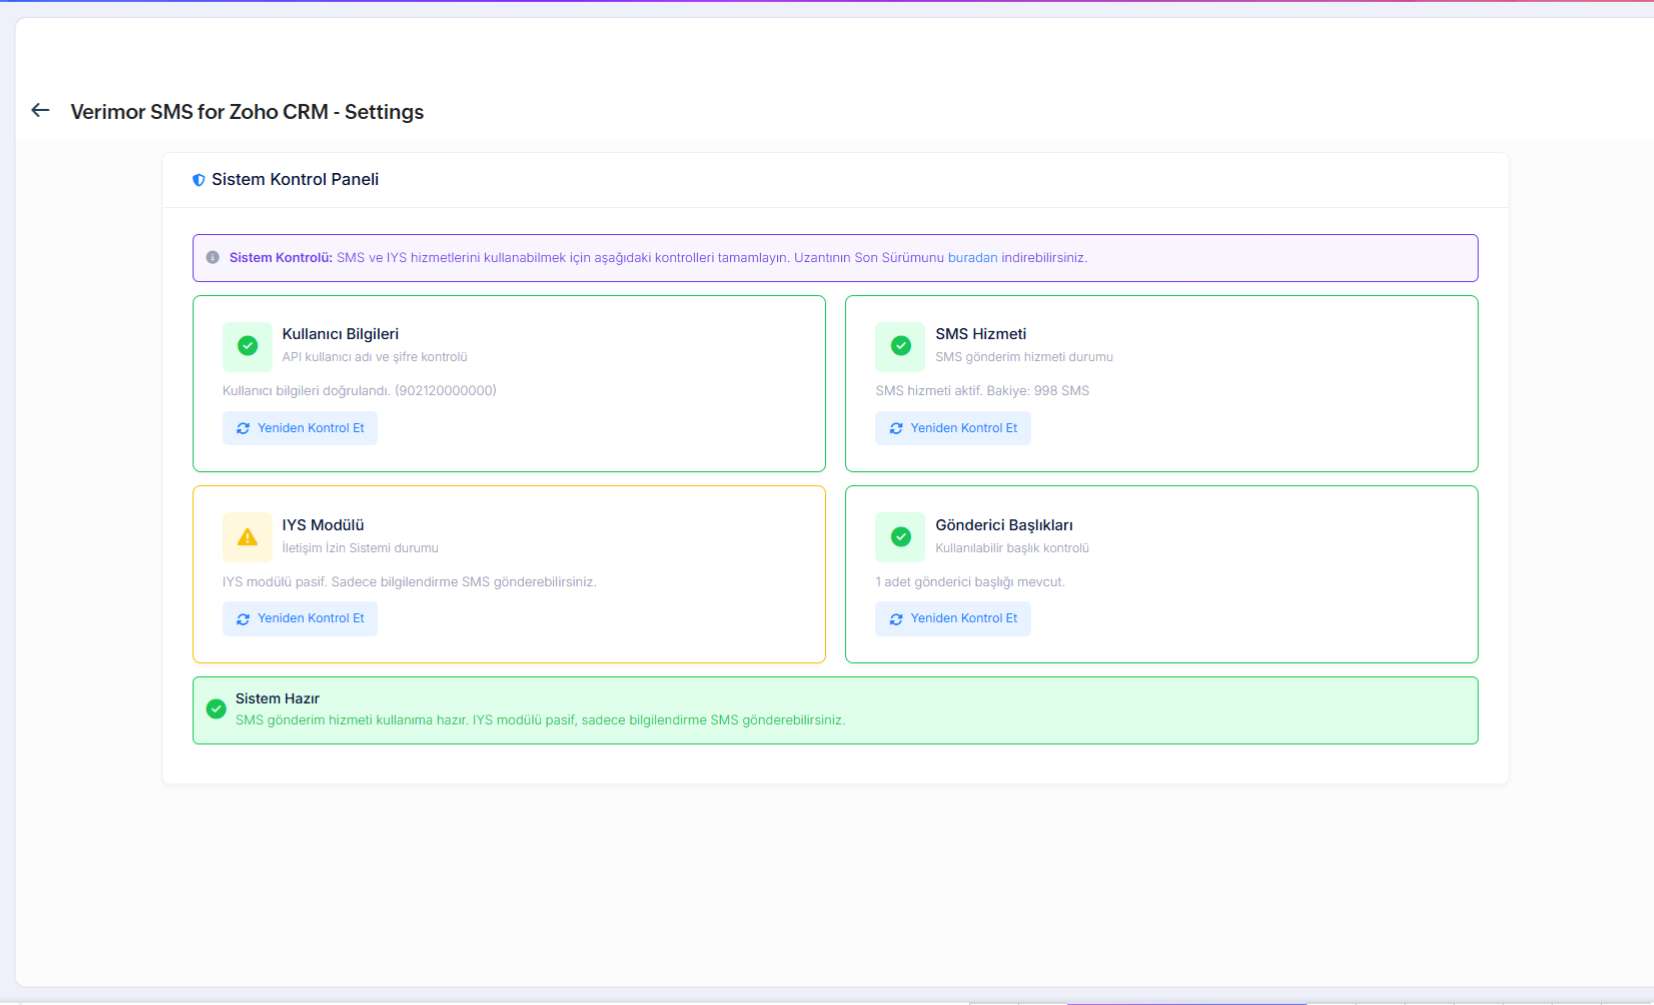 Verimor SMS for Zoho CRM - Settings
Sistem Kontrol Paneli
Sistem Kontrolü: SMS ve IYS hizmetlerini kullanabilmek için aşağıdaki kontrolleri tamamlayın. Uzantının Son Sürümunu buradan indirebilirsiniz.
Kullanıcı Bilgileri
API kullanıcı adı ve şifre kontrolü
Kullanıcı bilgileri doğrulandı. (902120000000)
Yeniden Kontrol Et
SMS Hizmeti
SMS gönderim hizmeti durumu
SMS hizmeti aktif. Bakiye: 998 SMS
Yeniden Kontrol Et
IYS Modülü
İletişim İzin Sistemi durumu
IYS modülü pasif. Sadece bilgilendirme SMS gönderebilirsiniz.
Yeniden Kontrol Et
Gönderici Başlıkları
Kullanılabilir başlık kontrolü
1 adet gönderici başlığı mevcut.
Yeniden Kontrol Et
Sistem Hazır
SMS gönderim hizmeti kullanıma hazır. IYS modülü pasif, sadece bilgilendirme SMS gönderebilirsiniz.